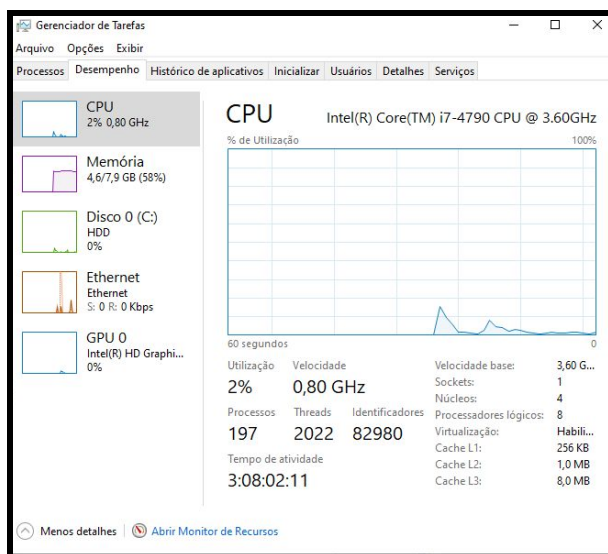 Gerenciador de Tarefas
Arquivo Opções Exibir
Processos Desempenho Histórico de aplicativos Inicializar Usuários Detalhes Serviços
CPU
2% 0,80 GHz
Memória
4,6/7,9 GB (58%)
Disco 0 (C:)
HDD
0%
Ethernet
Ethernet
S: 0 R: 0 Kbps
GPU 0
Intel(R) HD Graphi...
0%
CPU Intel(R) Core(TM) i7-4790 CPU @ 3.60GHz
% de Utilização 100%
60 segundos 0
Utilização Velocidade
2% 0,80 GHz
Processos Threads Identificadores
197 2022 82980
Tempo de atividade
3:08:02:11
Velocidade base: 3,60 G...
Sockets: 1
Núcleos: 4
Processadores lógicos: 8
Virtualização: Habili...
Cache L1: 256 KB
Cache L2: 1,0 MB
Cache L3: 8,0 MB
Menos detalhes Abrir Monitor de Recursos